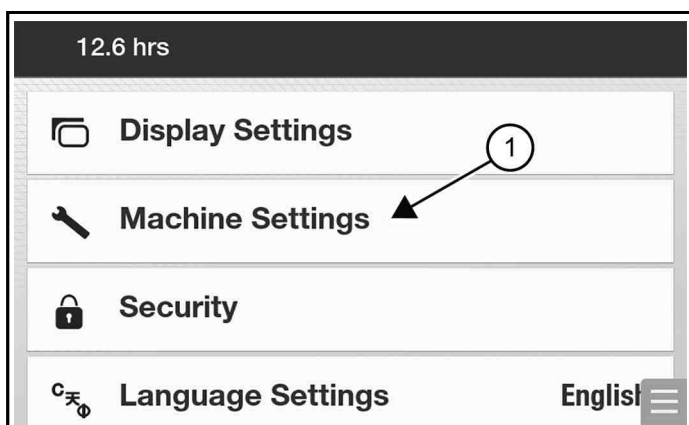 12.6 hrs
Display Settings
1
Machine Settings
Security
Language Settings English